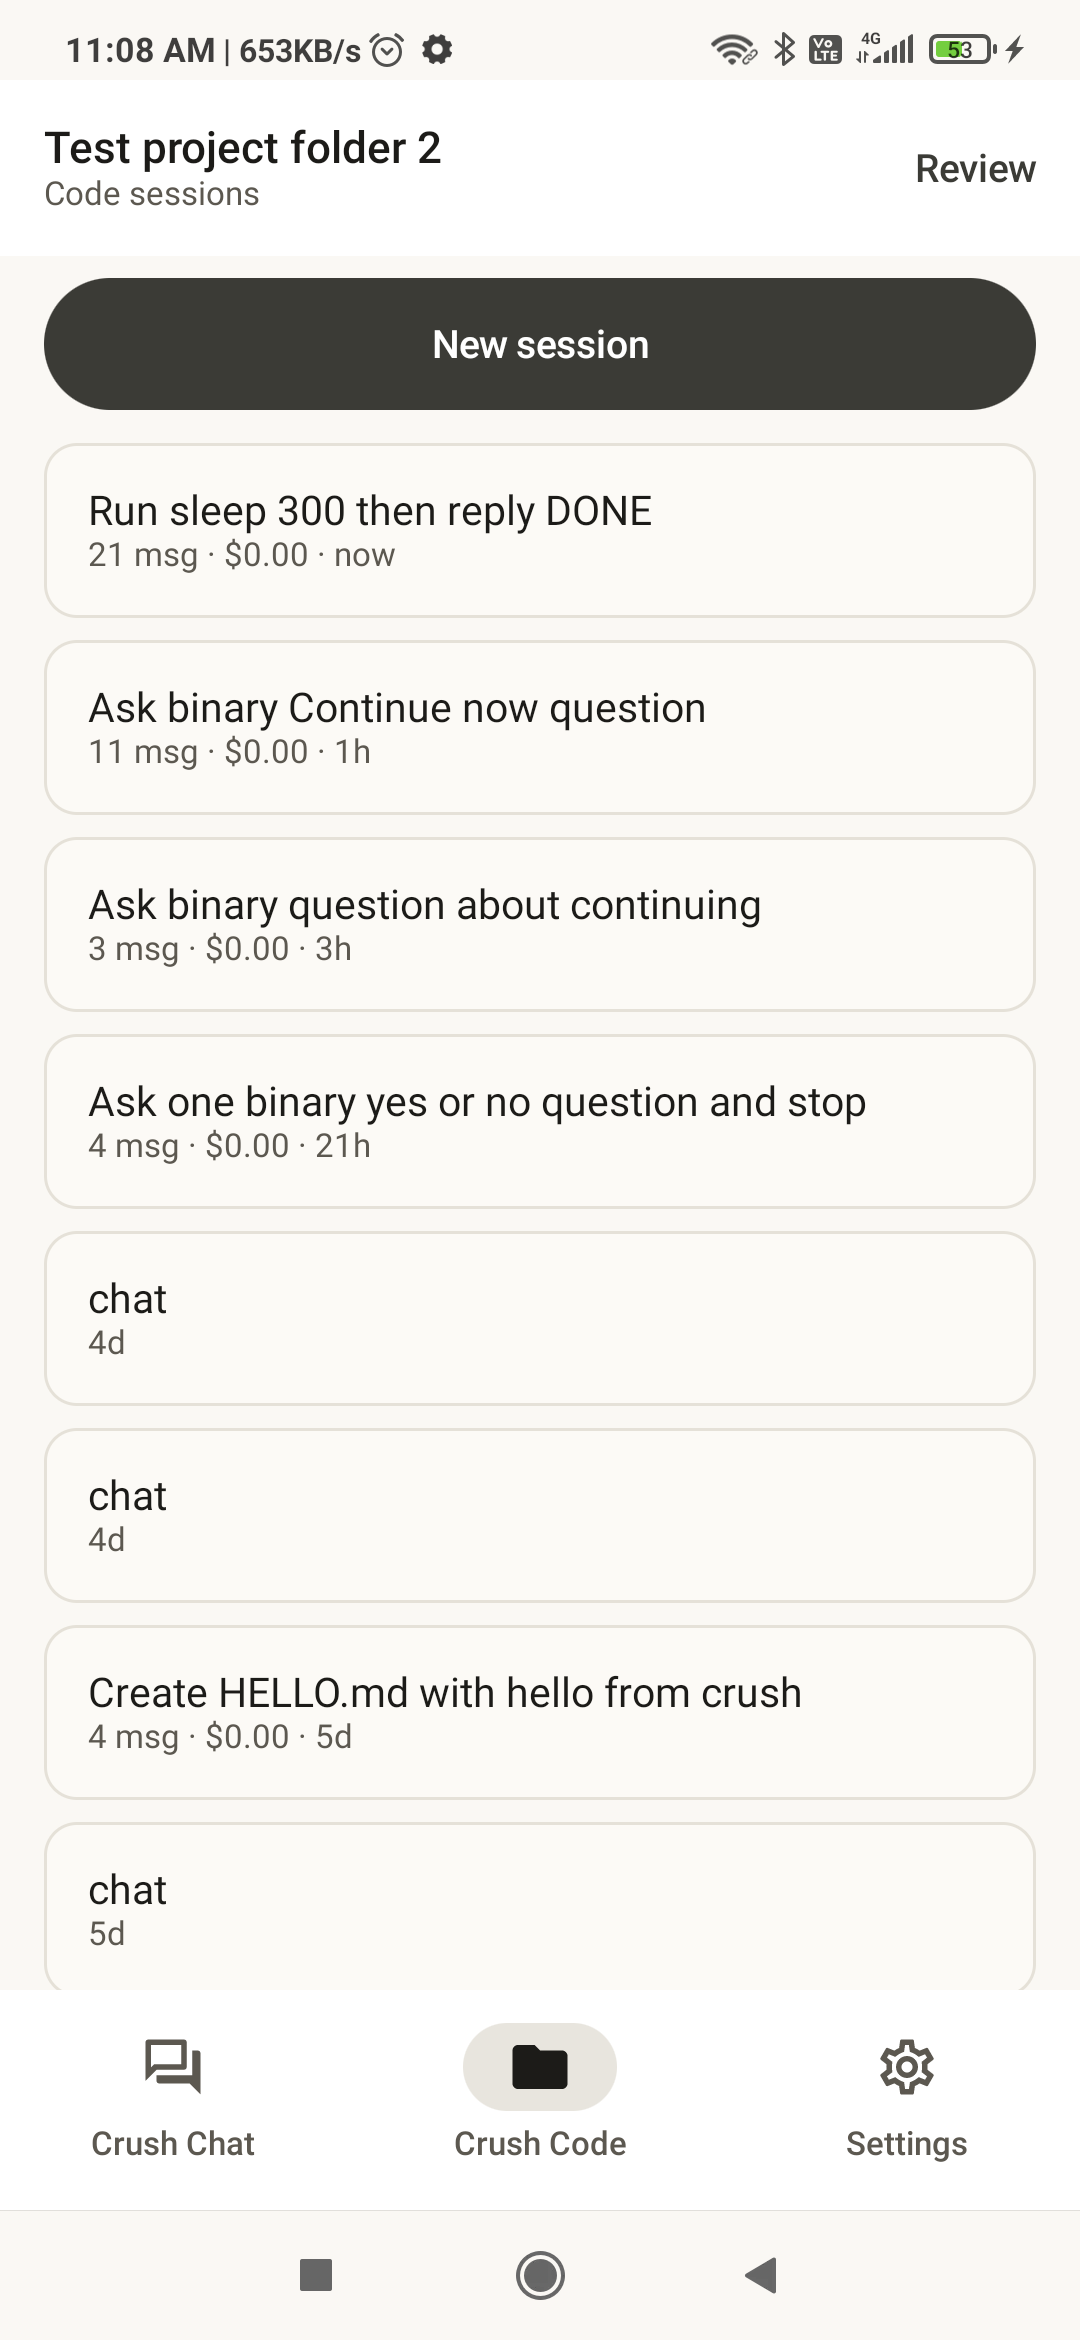 11:08 AM | 653KB/s
Vo LTE
4G
53
Test project folder 2
Code sessions
Review
New session
Run sleep 300 then reply DONE
21 msg · $0.00 · now
Ask binary Continue now question
11 msg · $0.00 · 1h
Ask binary question about continuing
3 msg · $0.00 · 3h
Ask one binary yes or no question and stop
4 msg · $0.00 · 21h
chat
4d
chat
4d
Create HELLO.md with hello from crush
4 msg · $0.00 · 5d
chat
5d
Crush Chat
Crush Code
Settings